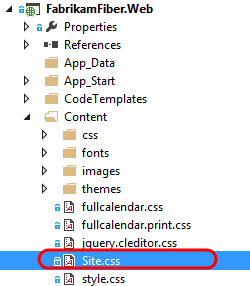 FabrikamFiber.Web
Properties
References
App_Data
App_Start
CodeTemplates
Content
css
fonts
images
themes
fullcalendar.css
fullcalendar.print.css
jquery.cleditor.css
Site.css
style.css